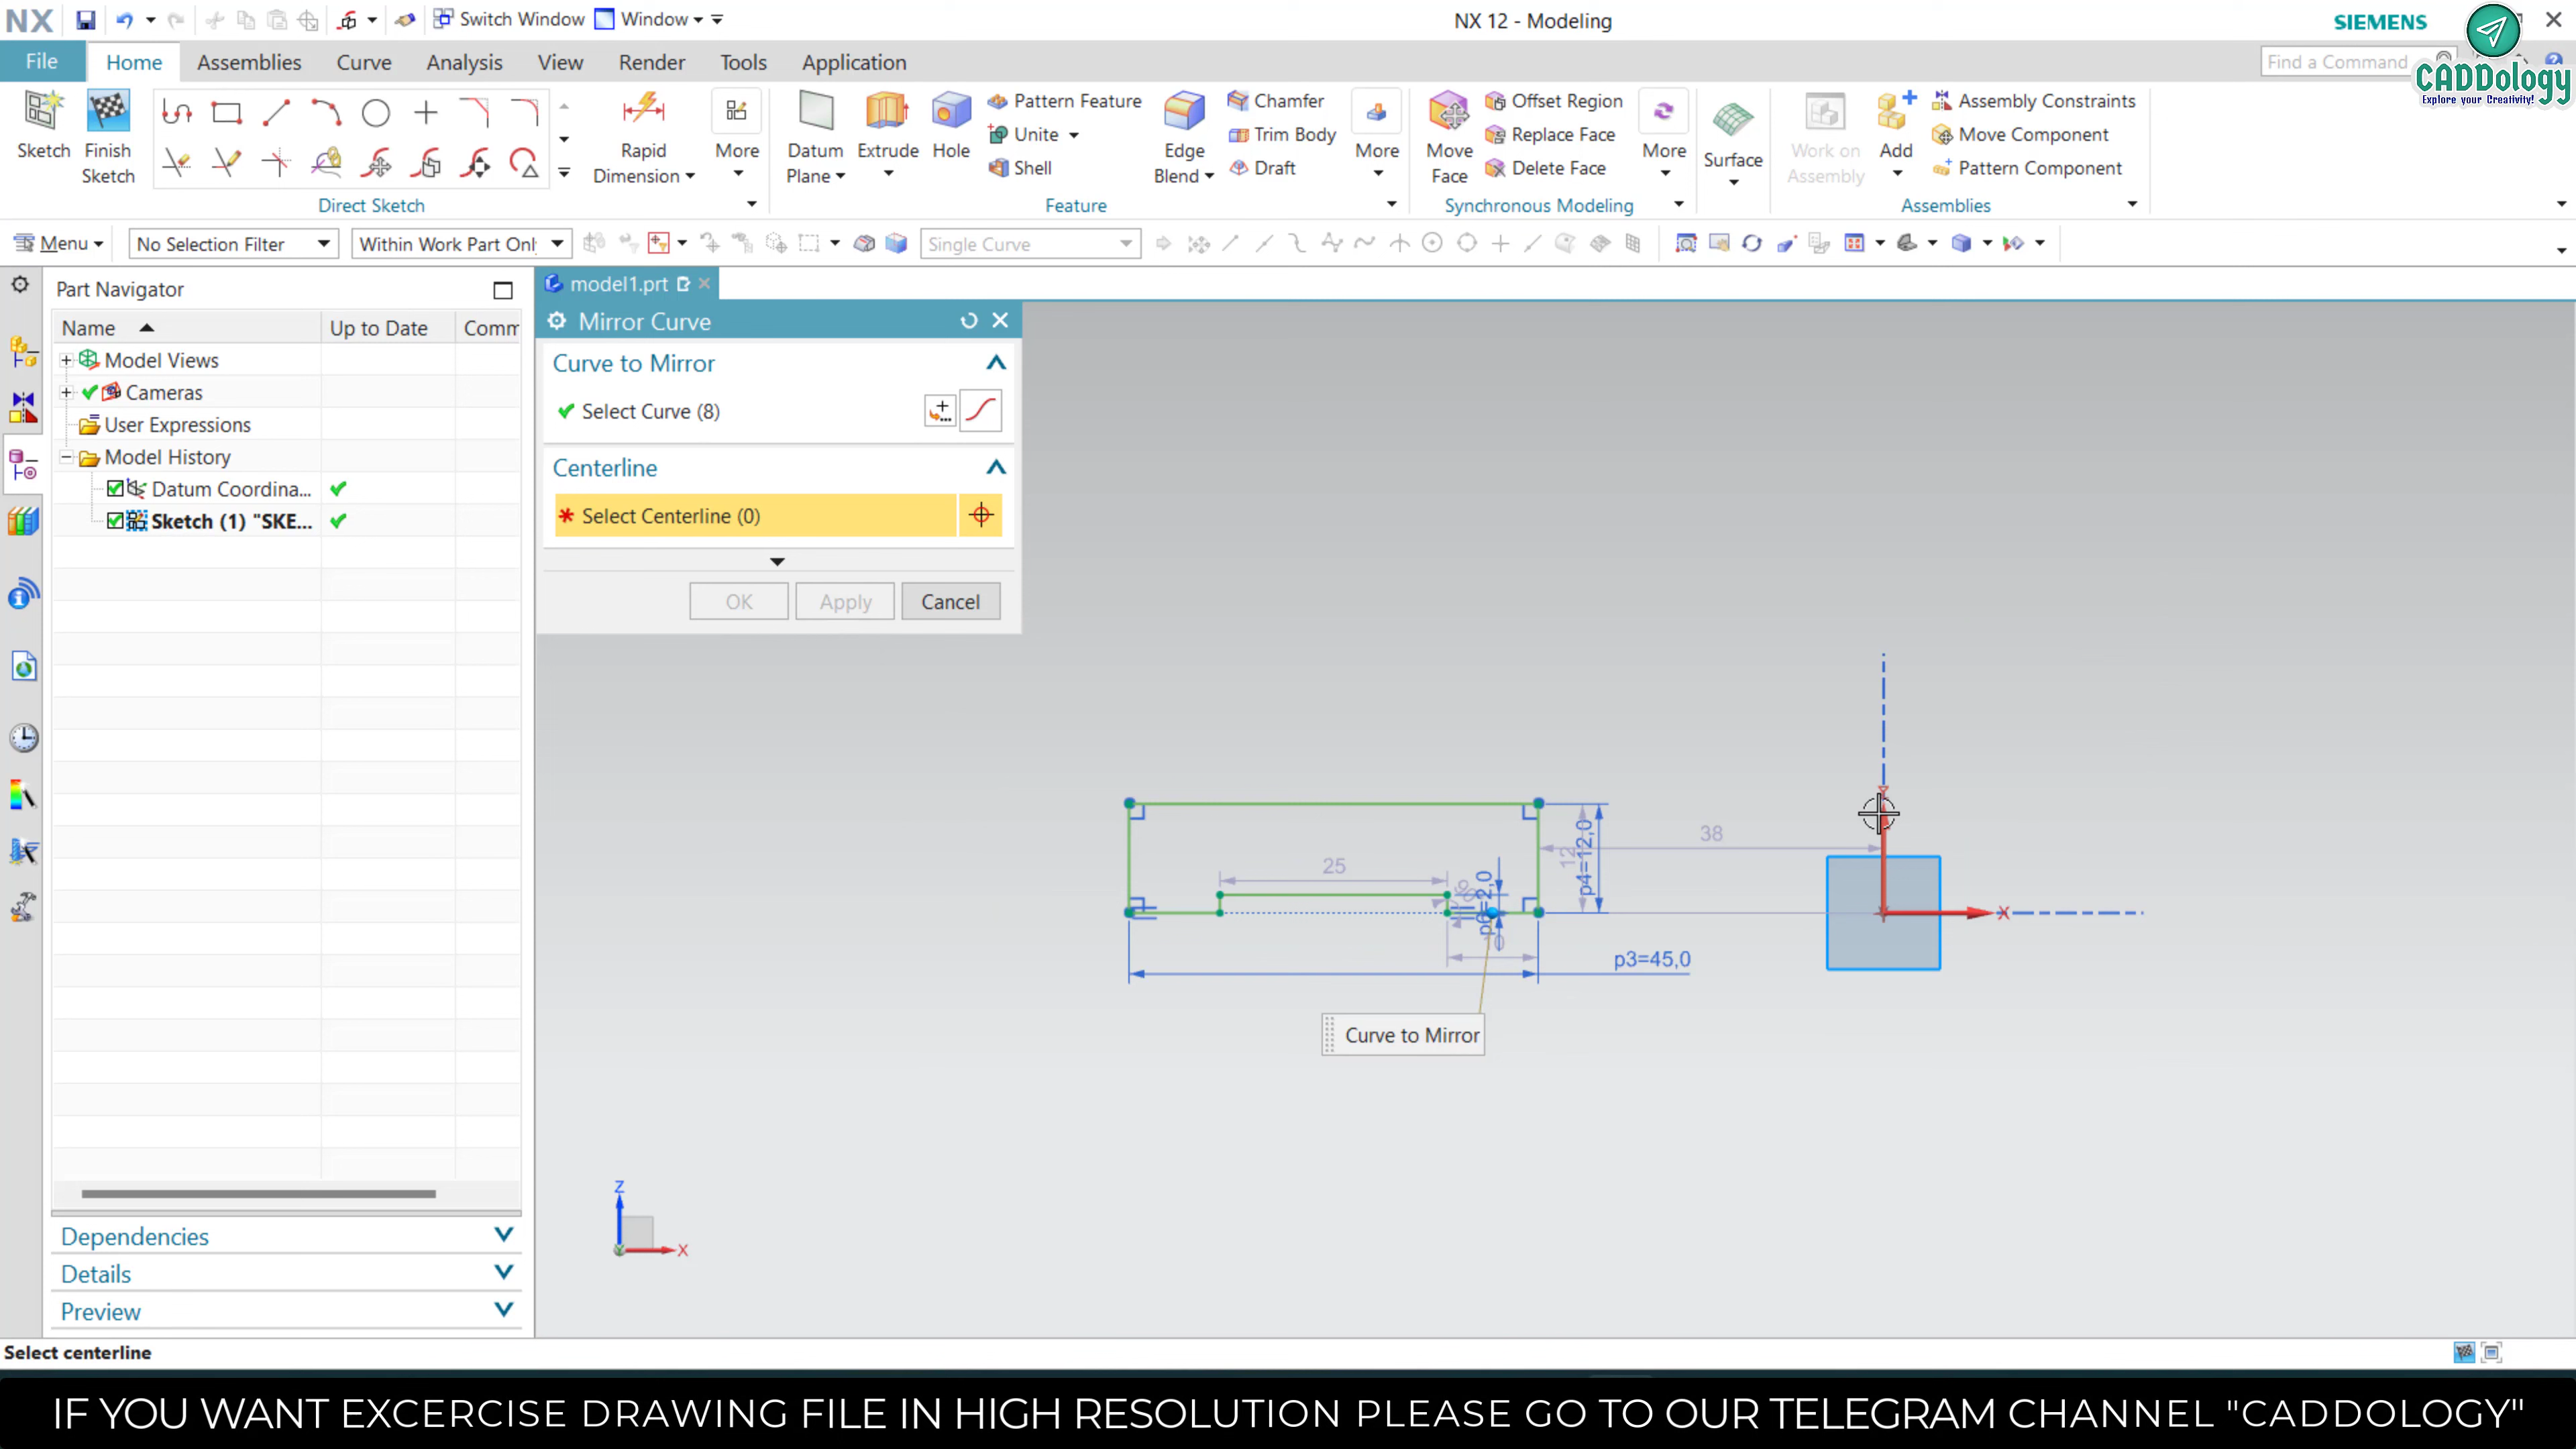 NX
Switch Window
Window
NX 12 - Modeling
SIEMENS
File
Home
Assemblies
Curve
Analysis
View
Render
Tools
Application
Find a Command
CADDology
Explore your Creativity!
Sketch
Finish Sketch
Direct Sketch
Rapid Dimension
More
Datum Plane
Extrude
Hole
Pattern Feature
Unite
Shell
Edge Blend
Chamfer
Trim Body
Draft
More
Feature
Move Face
Offset Region
Replace Face
Delete Face
More
Synchronous Modeling
Surface
Work on Assembly
Add
Assembly Constraints
Move Component
Pattern Component
Assemblies
Menu
No Selection Filter
Within Work Part Onl
Single Curve
Part Navigator
Name
Up to Date
Comm
Model Views
Cameras
User Expressions
Model History
Datum Coordina...
Sketch (1) "SKE...
Dependencies
Details
Preview
model1.prt
Mirror Curve
Curve to Mirror
Select Curve (8)
Centerline
* Select Centerline (0)
OK
Apply
Cancel
25
38
12
p4=12,0
10
p3=45,0
X
Curve to Mirror
Z
X
Select centerline
IF YOU WANT EXCERCISE DRAWING FILE IN HIGH RESOLUTION PLEASE GO TO OUR TELEGRAM CHANNEL "CADDOLOGY"